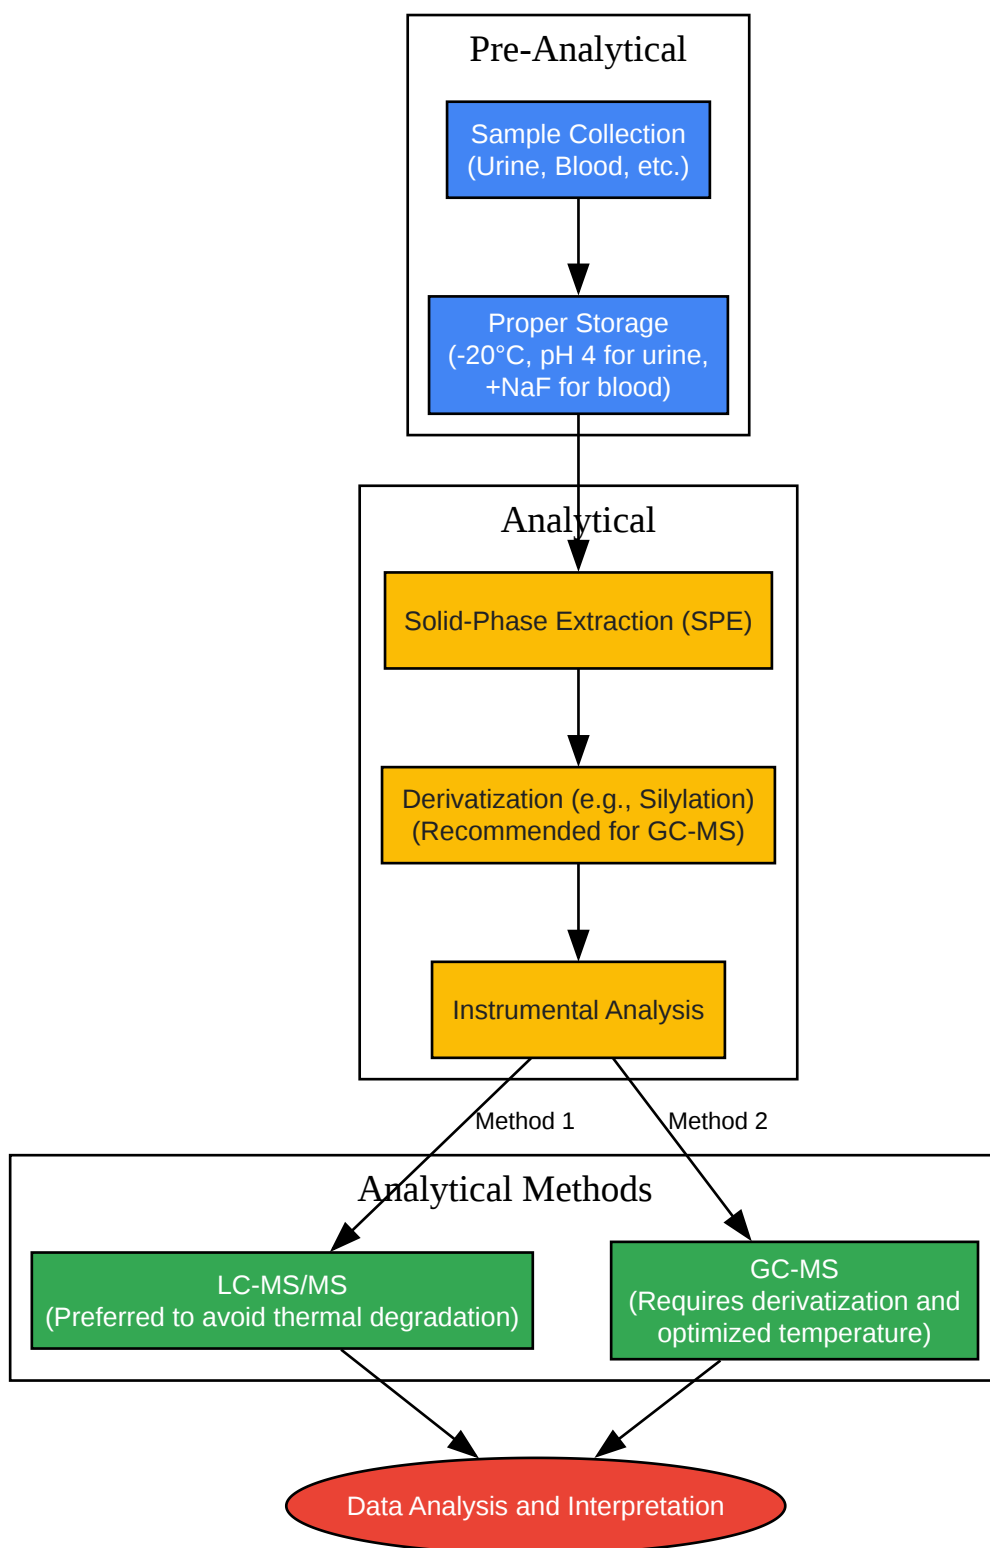 Pre-Analytical
Sample Collection
(Urine, Blood, etc.)
Proper Storage
(-20°C, pH 4 for urine,
+NaF for blood)
Analytical
Solid-Phase Extraction (SPE)
Derivatization (e.g., Silylation)
(Recommended for GC-MS)
Instrumental Analysis
Method 1
Method 2
Analytical Methods
LC-MS/MS
(Preferred to avoid thermal degradation)
GC-MS
(Requires derivatization and
optimized temperature)
Data Analysis and Interpretation